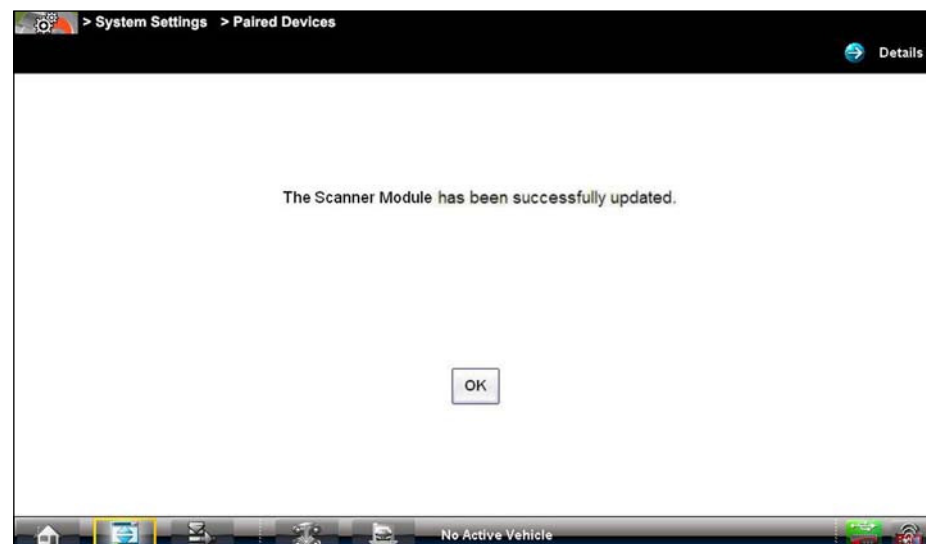 > System Settings > Paired Devices
Details
The Scanner Module has been successfully updated.
OK
No Active Vehicle